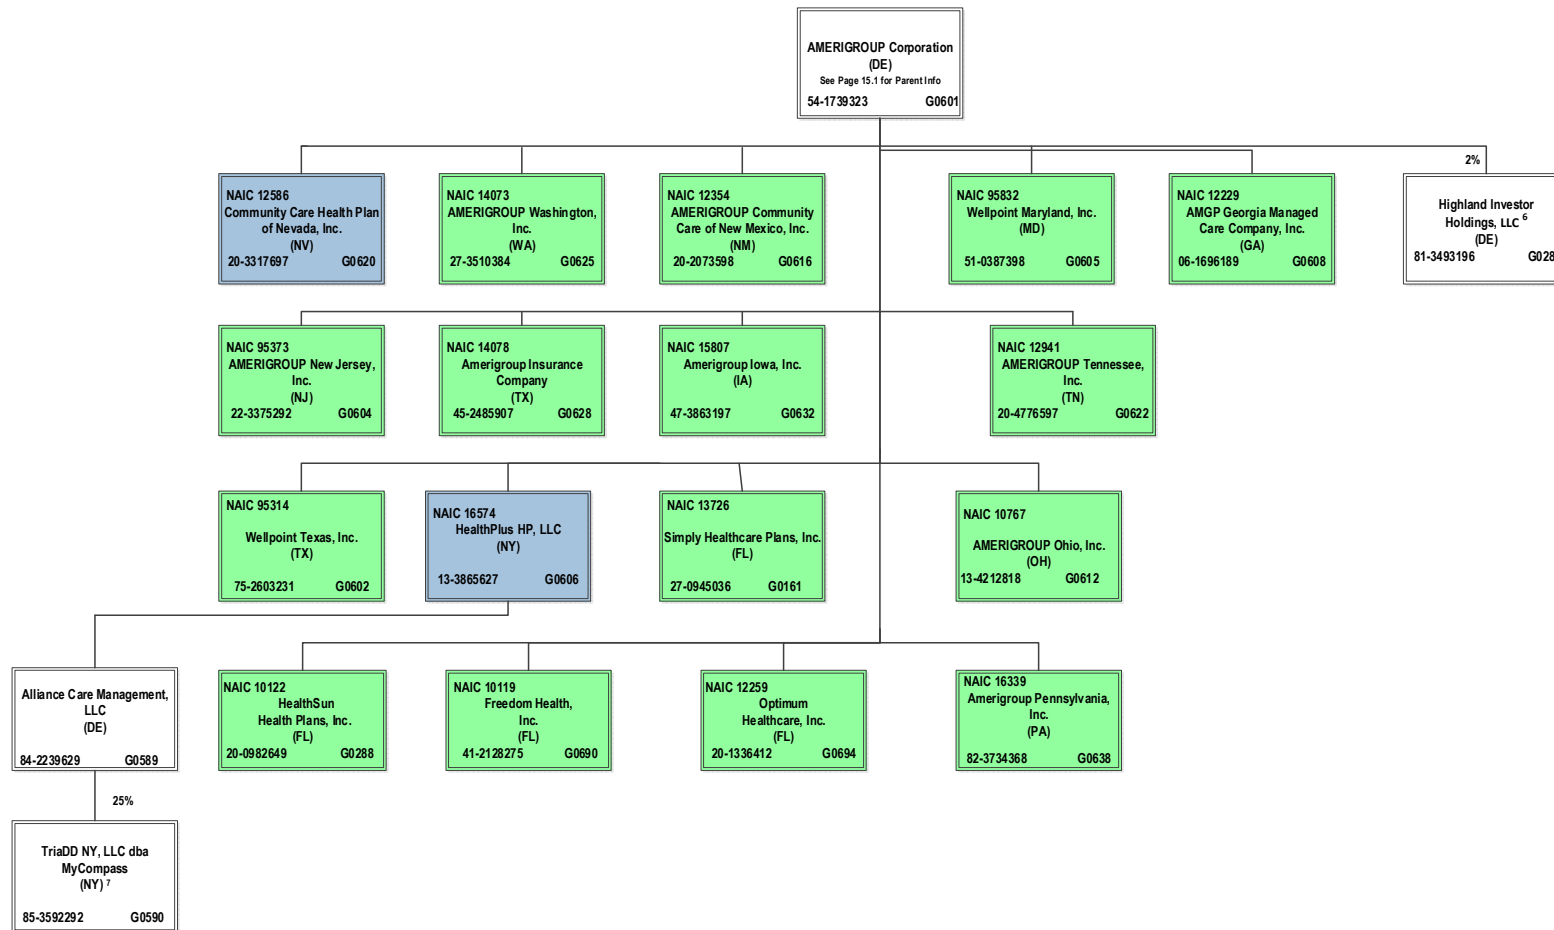 AMERIGROUP Corporation
(DE)
See Page 15.1 for Parent Info
54-1739323 G0601
2%
NAIC 12586
Community Care Health Plan
of Nevada, Inc.
(NV)
20-3317697 G0620
NAIC 14073
AMERIGROUP Washington,
Inc.
(WA)
27-3510384 G0625
NAIC 12354
AMERIGROUP Community
Care of New Mexico, Inc.
(NM)
20-2073598 G0616
NAIC 95832
Wellpoint Maryland, Inc.
(MD)
51-0387398 G0605
NAIC 12229
AMGP Georgia Managed
Care Company, Inc.
(GA)
06-1696189 G0608
Highland Investor
Holdings, LLC 6
(DE)
81-3493196 G028
NAIC 95373
AMERIGROUP New Jersey,
Inc.
(NJ)
22-3375292 G0604
NAIC 14078
Amerigroup Insurance
Company
(TX)
45-2485907 G0628
NAIC 15807
Amerigroup Iowa, Inc.
(IA)
47-3863197 G0632
NAIC 12941
AMERIGROUP Tennessee,
Inc.
(TN)
20-4776597 G0622
NAIC 95314
Wellpoint Texas, Inc.
(TX)
75-2603231 G0602
NAIC 16574
HealthPlus HP, LLC
(NY)
13-3865627 G0606
NAIC 13726
Simply Healthcare Plans, Inc.
(FL)
27-0945036 G0161
NAIC 10767
AMERIGROUP Ohio, Inc.
(OH)
13-4212818 G0612
Alliance Care Management,
LLC
(DE)
84-2239629 G0589
NAIC 10122
HealthSun
Health Plans, Inc.
(FL)
20-0982649 G0288
NAIC 10119
Freedom Health,
Inc.
(FL)
41-2128275 G0690
NAIC 12259
Optimum
Healthcare, Inc.
(FL)
20-1336412 G0694
NAIC 16339
Amerigroup Pennsylvania,
Inc.
(PA)
82-3734368 G0638
25%
TriaDD NY, LLC dba
MyCompass
(NY) 7
85-3592292 G0590